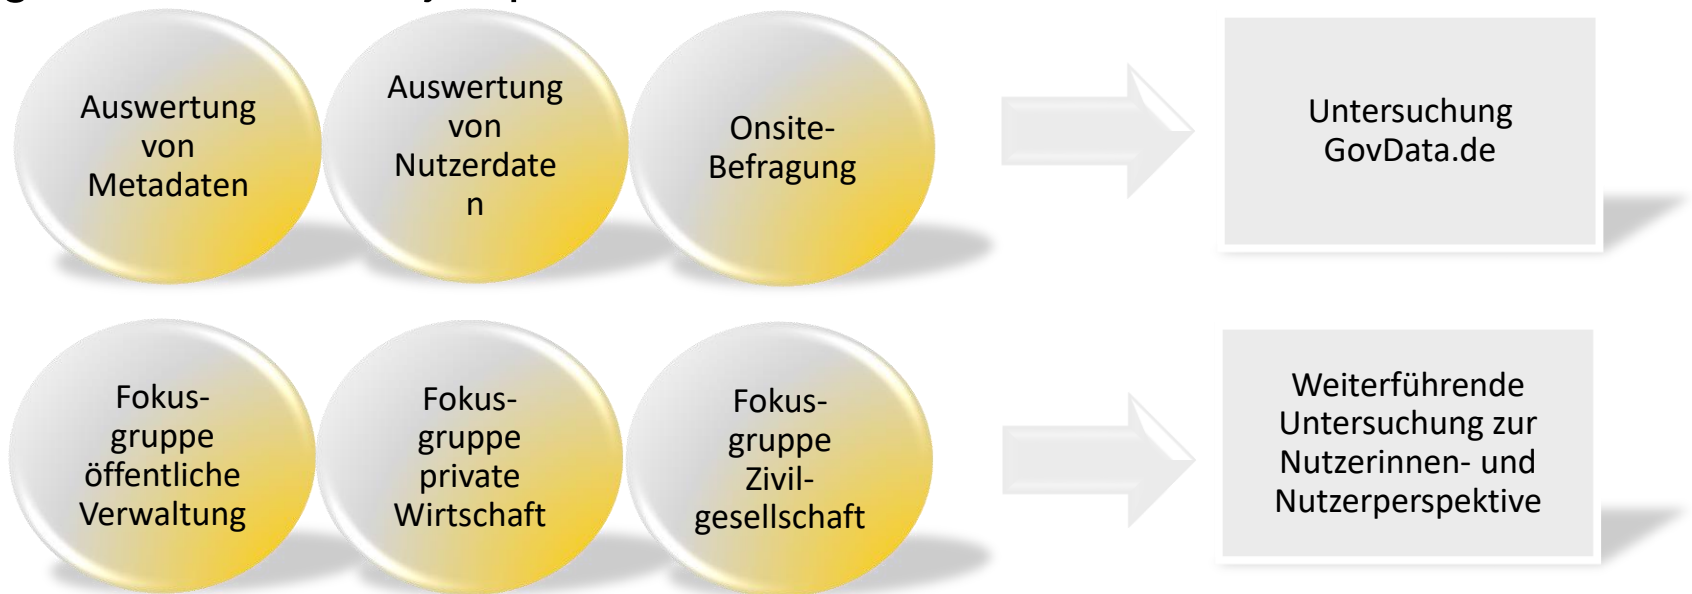 Auswertung
von
Metadaten
Auswertung
von
Nutzerdate
n
Onsite-
Befragung
Untersuchung
GovData.de
Fokus-
gruppe
öffentliche
Verwaltung
Fokus-
gruppe
private
Wirtschaft
Fokus-
gruppe
Zivil-
gesellschaft
Weiterführende
Untersuchung zur
Nutzerinnen- und
Nutzerperspektive